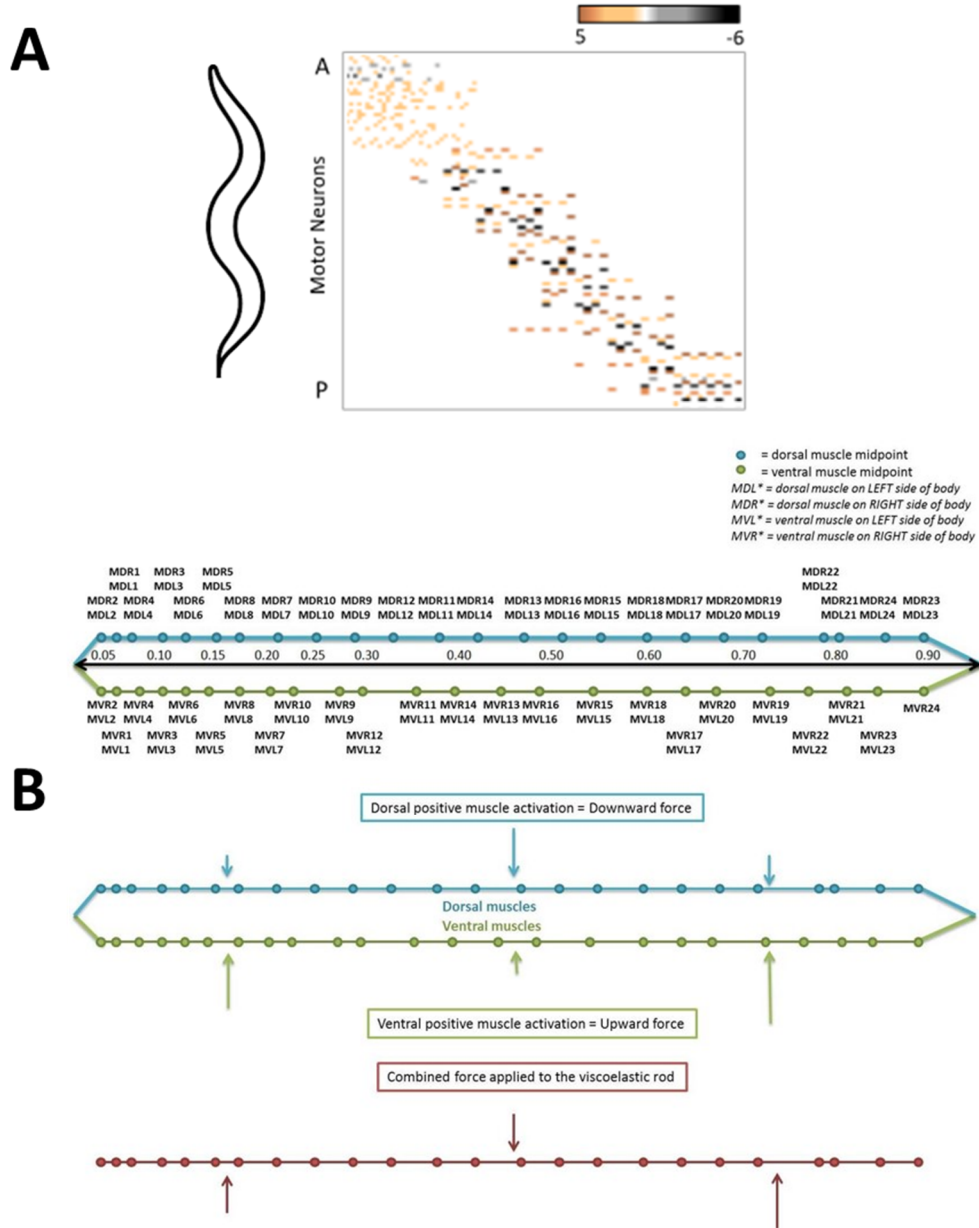 A
5
-6
A
Motor Neurons
P
= dorsal muscle midpoint
= ventral muscle midpoint
MDL* = dorsal muscle on LEFT side of body
MDR* = dorsal muscle on RIGHT side of body
MVL* = ventral muscle on LEFT side of body
MVR* = ventral muscle on RIGHT side of body
MDR1 MDR3 MDR5 MDR22
MDL1 MDL3 MDL5 MDL22
MDR2 MDR4 MDR6 MDR8 MDR7 MDR10 MDR9 MDR12 MDR11 MDR14 MDR13 MDR16 MDR15 MDR18 MDR17 MDR20 MDR19 MDR21 MDR24 MDR23
MDL2 MDL4 MDL6 MDL8 MDL7 MDL10 MDL9 MDL12 MDL11 MDL14 MDL13 MDL16 MDL15 MDL18 MDL17 MDL20 MDL19 MDL21 MDL24 MDL23
0.05 0.10 0.15 0.20 0.25 0.30 0.40 0.50 0.60 0.70 0.80 0.90
MVR2 MVR4 MVR6 MVR8 MVR10 MVR9 MVR11 MVR14 MVR13 MVR16 MVR15 MVR18 MVR20 MVR19 MVR21 MVR24
MVL2 MVL4 MVL6 MVL8 MVL10 MVL9 MVL11 MVL14 MVL13 MVL16 MVL15 MVL18 MVL20 MVL19 MVL21
MVR1 MVR3 MVR5 MVR7 MVR12 MVR17 MVR22 MVR23
MVL1 MVL3 MVL5 MVL7 MVL12 MVL17 MVL22 MVL23
B
Dorsal positive muscle activation = Downward force
Dorsal muscles
Ventral muscles
Ventral positive muscle activation = Upward force
Combined force applied to the viscoelastic rod